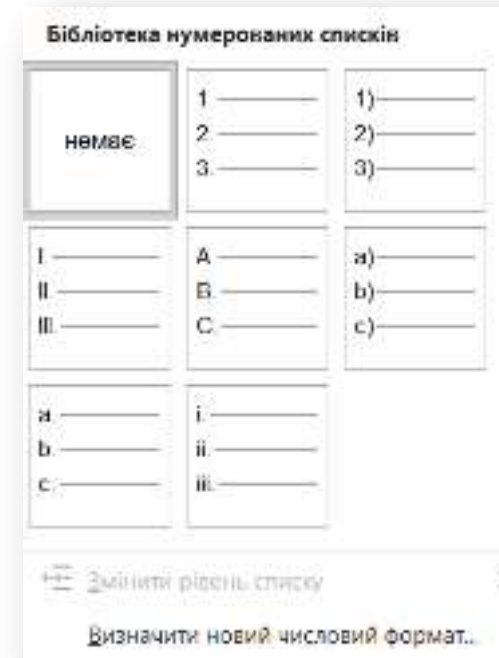 Бібліотека нумерованих списків
немає
1
2
3.
1)
2)
3)
I
II
III.
A
B.
C.
a)
b)
c)
a
b
c.
i.
ii.
iii.
Змінити рівень списку
Визначити новий числовий формат...